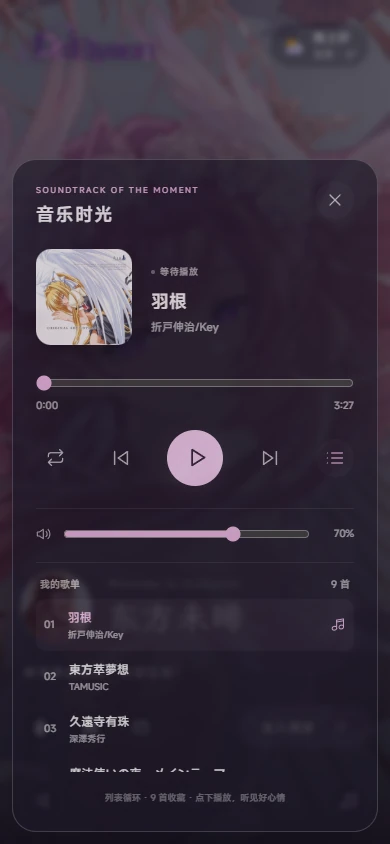 SOUNDTRACK OF THE MOMENT
音乐时光
等待播放
羽根
折戸伸治/Key
0:00
3:27
70%
我的歌单
9 首
01
羽根
折戸伸治/Key
02
東方萃夢想
TAMUSIC
03
久遠寺有珠
深澤秀行
列表循环 · 9 首收藏 · 点下播放，听见好心情